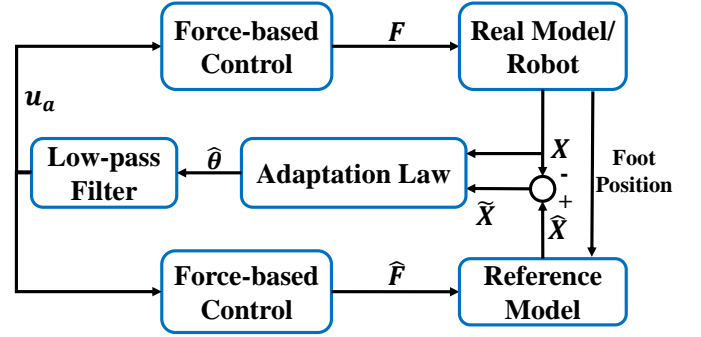 Force-based
Control
F
Real Model/
Robot
u_a
Low-pass
Filter
θ̂
Adaptation Law
X
-
+
X̃
X̂
Foot
Position
Force-based
Control
F̂
Reference
Model